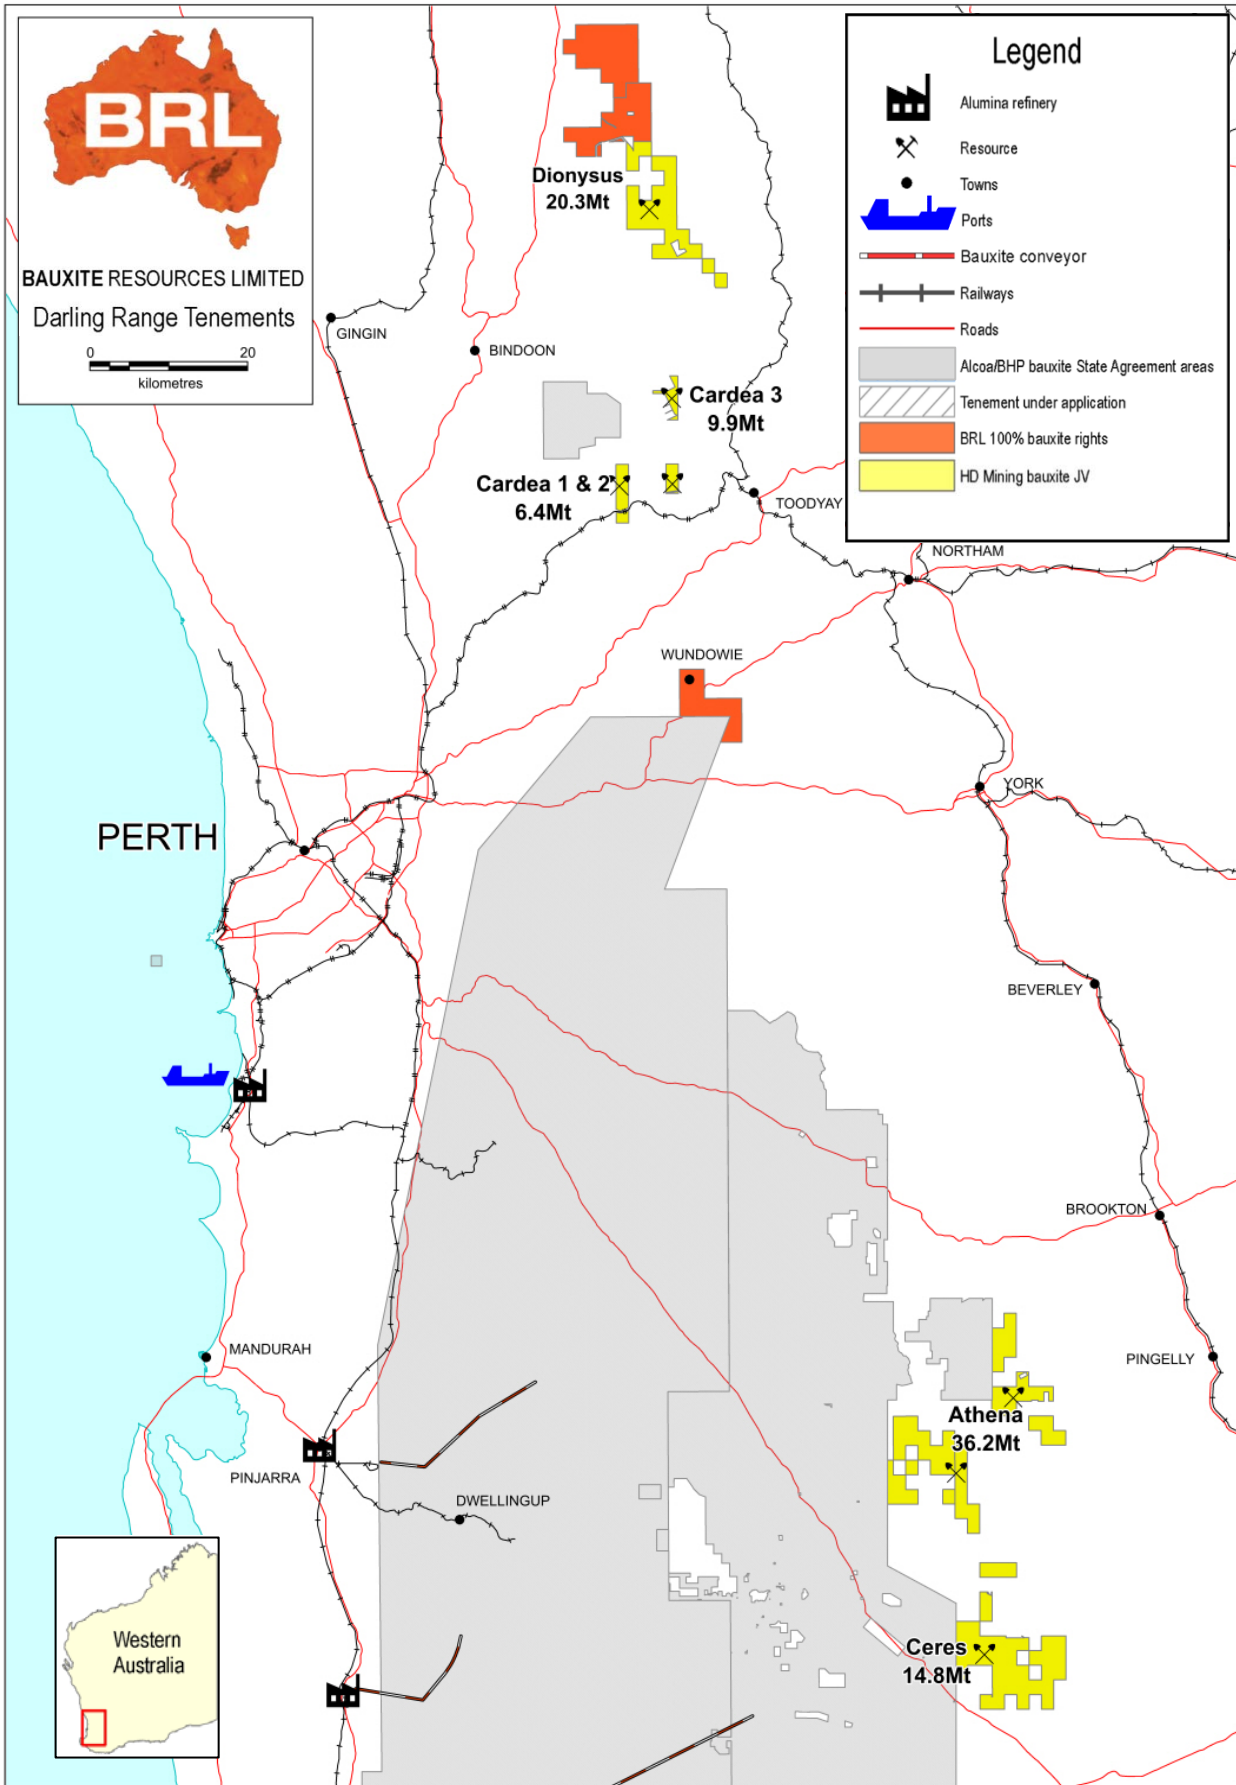 BRL
BAUXITE RESOURCES LIMITED
Darling Range Tenements
0 20
kilometres
Legend
Alumina refinery
Resource
Towns
Ports
Bauxite conveyor
Railways
Roads
Alcoa/BHP bauxite State Agreement areas
Tenement under application
BRL 100% bauxite rights
HD Mining bauxite JV
Dionysus
20.3Mt
GINGIN
BINDOON
Cardea 3
9.9Mt
Cardea 1 & 2
6.4Mt
TOODYAY
NORTHAM
WUNDOWIE
YORK
PERTH
BEVERLEY
BROOKTON
MANDURAH
PINGELLY
Athena
36.2Mt
PINJARRA
DWELLINGUP
Ceres
14.8Mt
Western
Australia